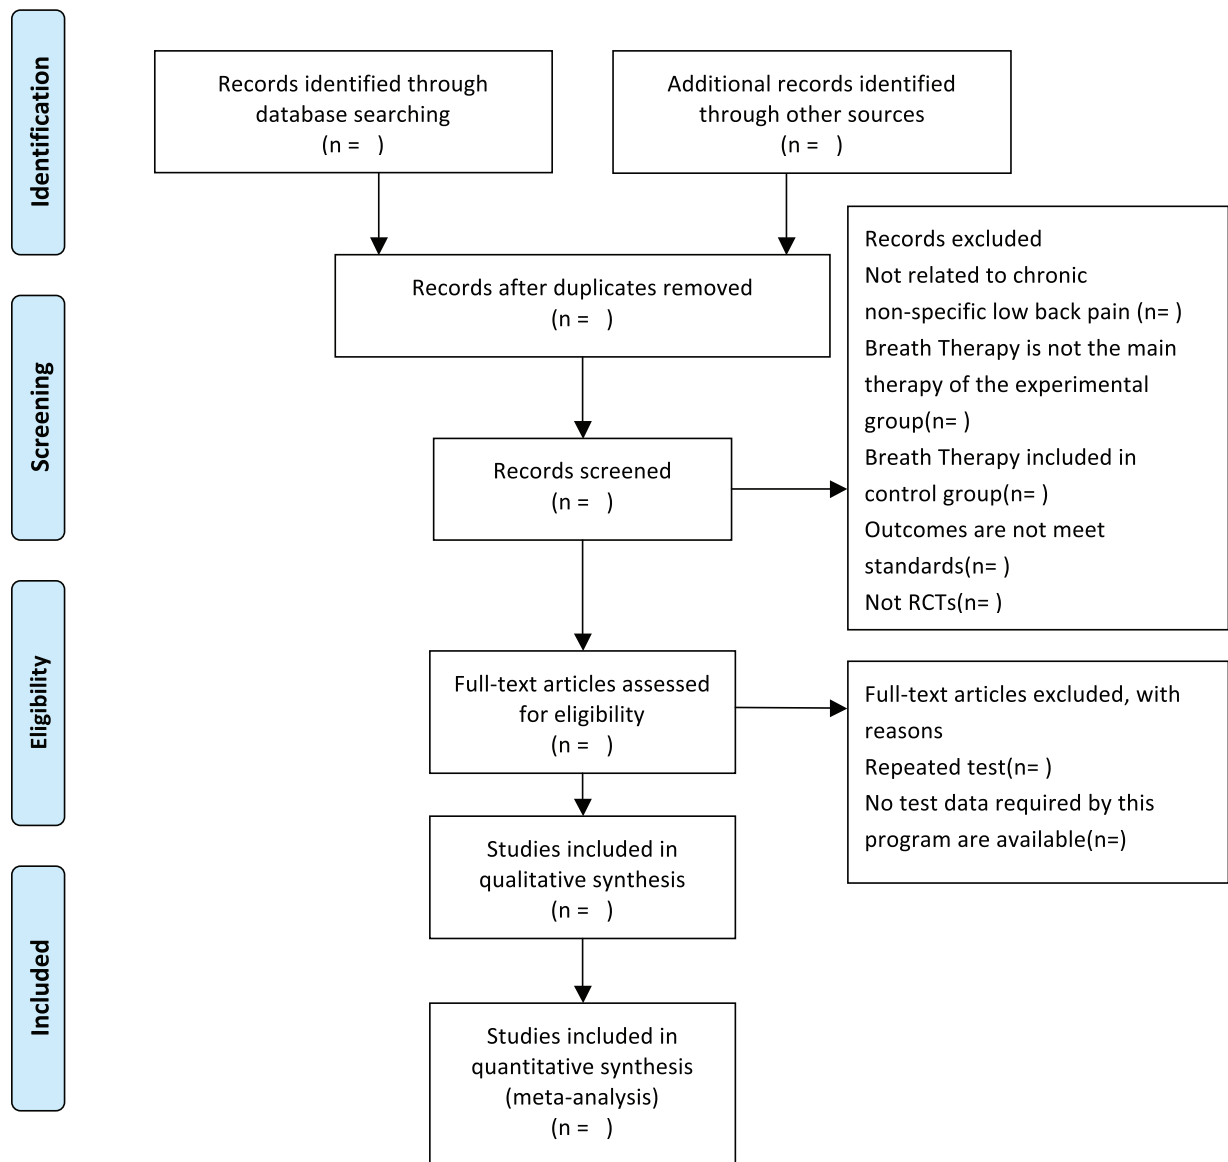 Identification
Records identified through
database searching
(n =   )
Additional records identified
through other sources
(n =   )
Records after duplicates removed
(n =   )
Screening
Records screened
(n =   )
Records excluded
Not related to chronic
non-specific low back pain (n= )
Breath Therapy is not the main
therapy of the experimental
group(n= )
Breath Therapy included in
control group(n= )
Outcomes are not meet
standards(n= )
Not RCTs(n= )
Eligibility
Full-text articles assessed
for eligibility
(n =   )
Full-text articles excluded, with
reasons
Repeated test(n= )
No test data required by this
program are available(n=)
Studies included in
qualitative synthesis
(n =   )
Included
Studies included in
quantitative synthesis
(meta-analysis)
(n =   )